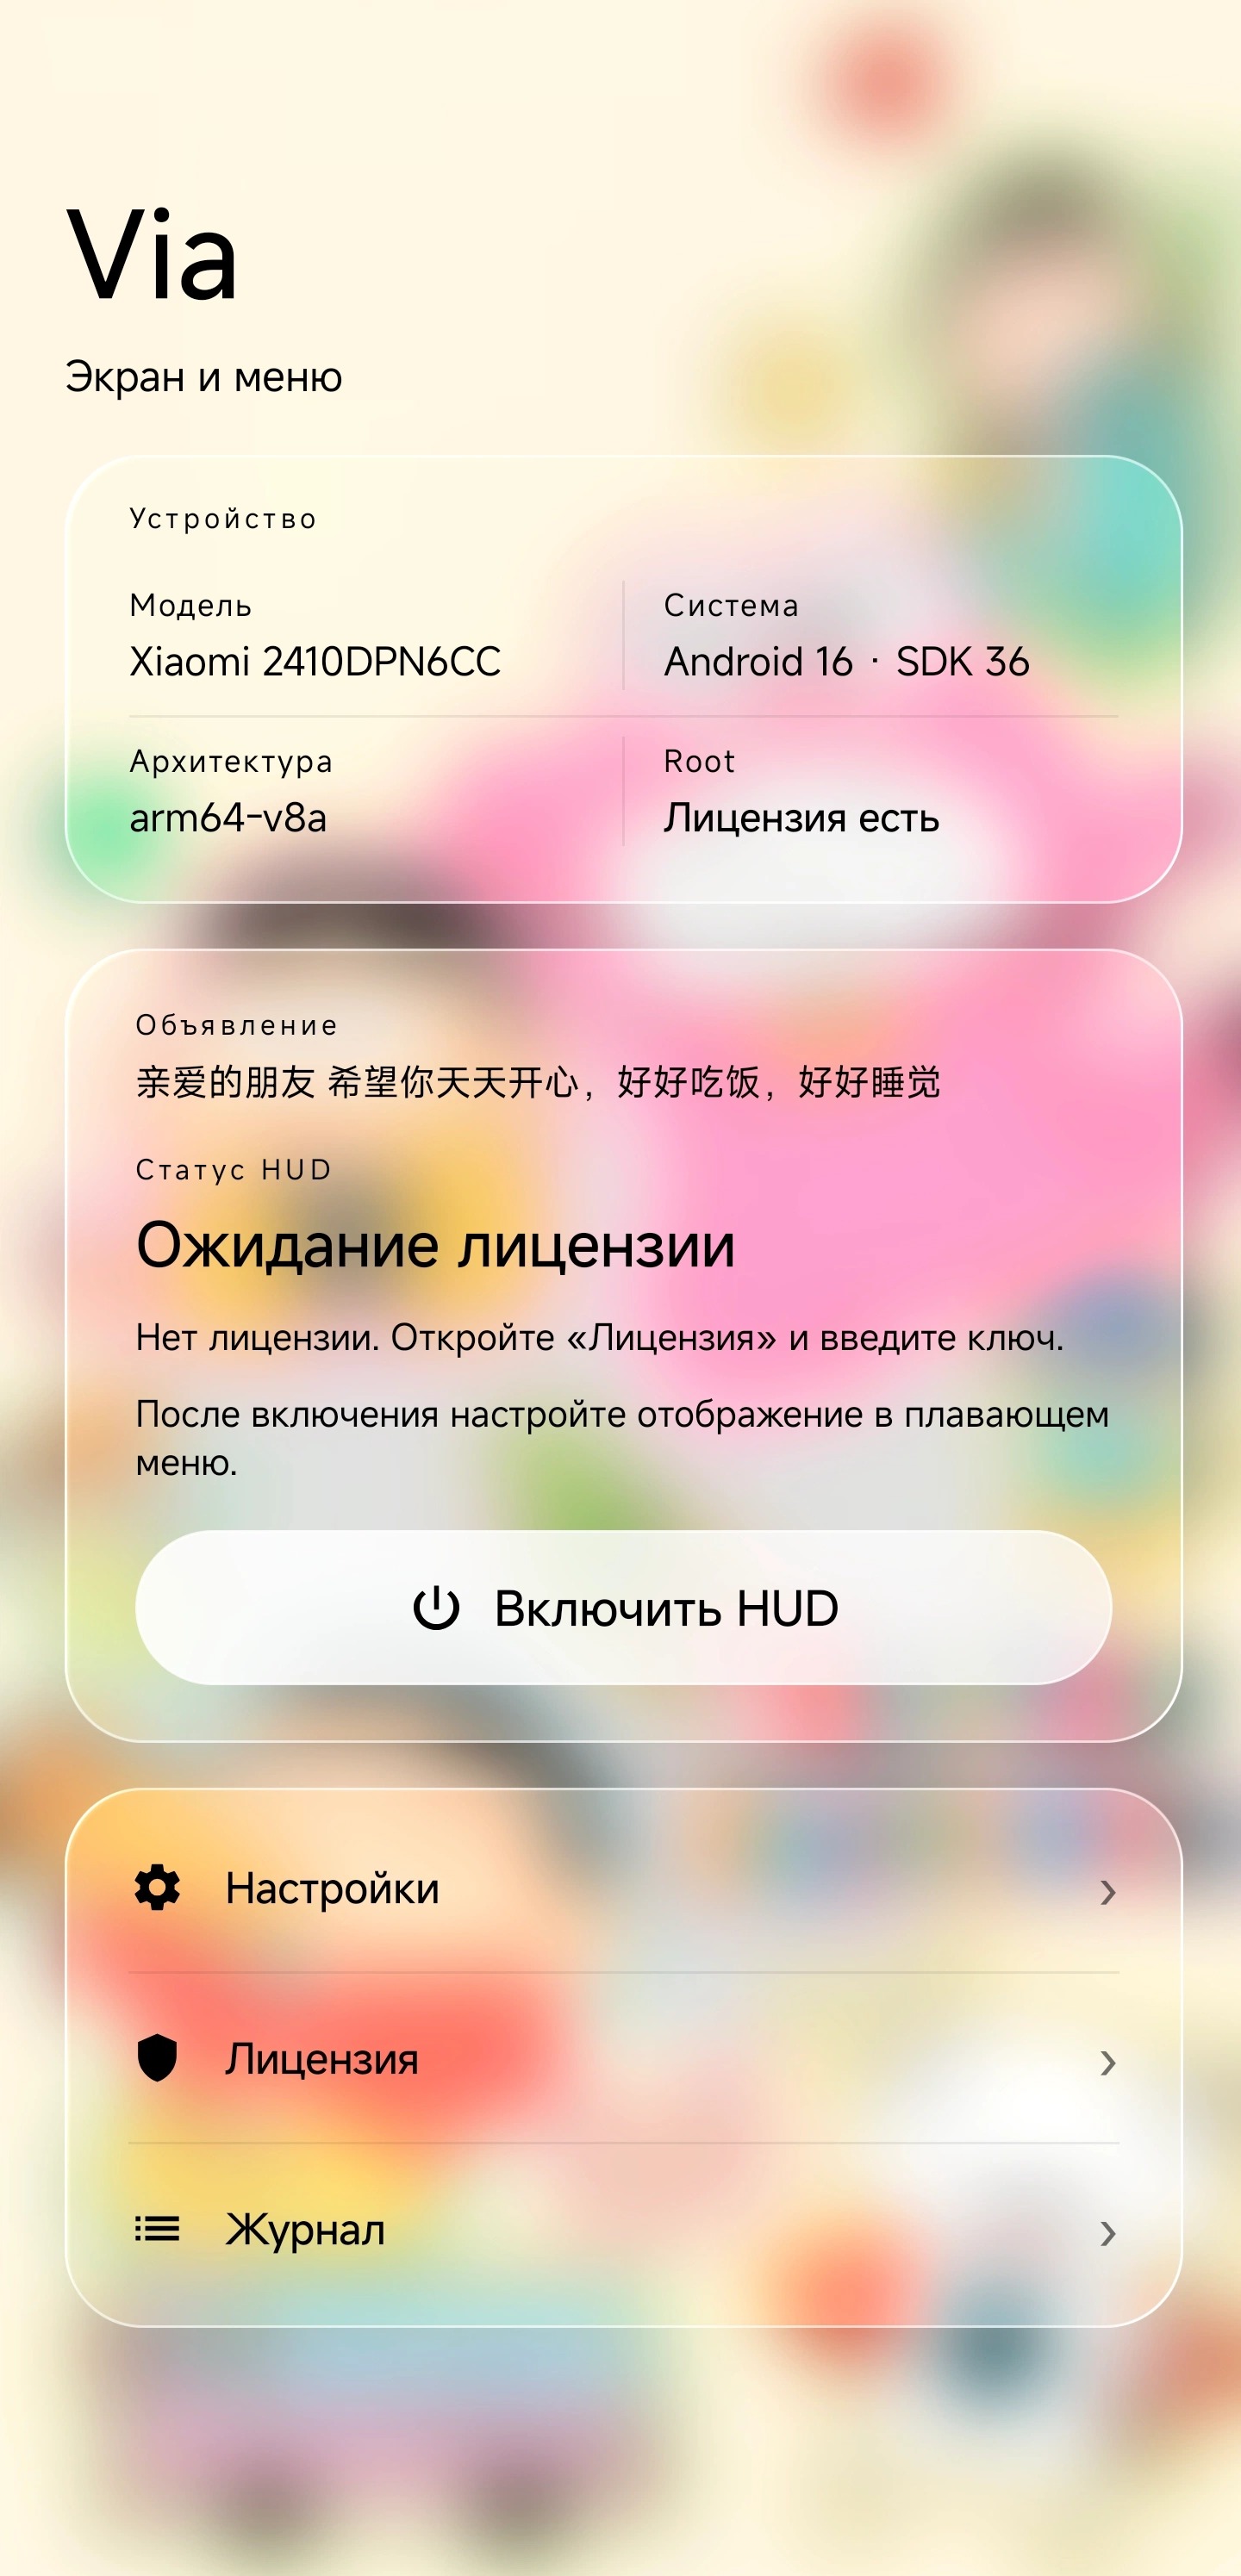 Via
Экран и меню
Устройство
Модель
Xiaomi 2410DPN6CC
Система
Android 16 · SDK 36
Архитектура
arm64-v8a
Root
Лицензия есть
Объявление
亲爱的朋友 希望你天天开心，好好吃饭，好好睡觉
Статус HUD
Ожидание лицензии
Нет лицензии. Откройте «Лицензия» и введите ключ.
После включения настройте отображение в плавающем
меню.
Включить HUD
Настройки
Лицензия
Журнал